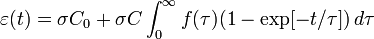 ε(t) = σC₀ + σC ∫₀^∞ f(τ)(1 − exp[−t/τ]) dτ